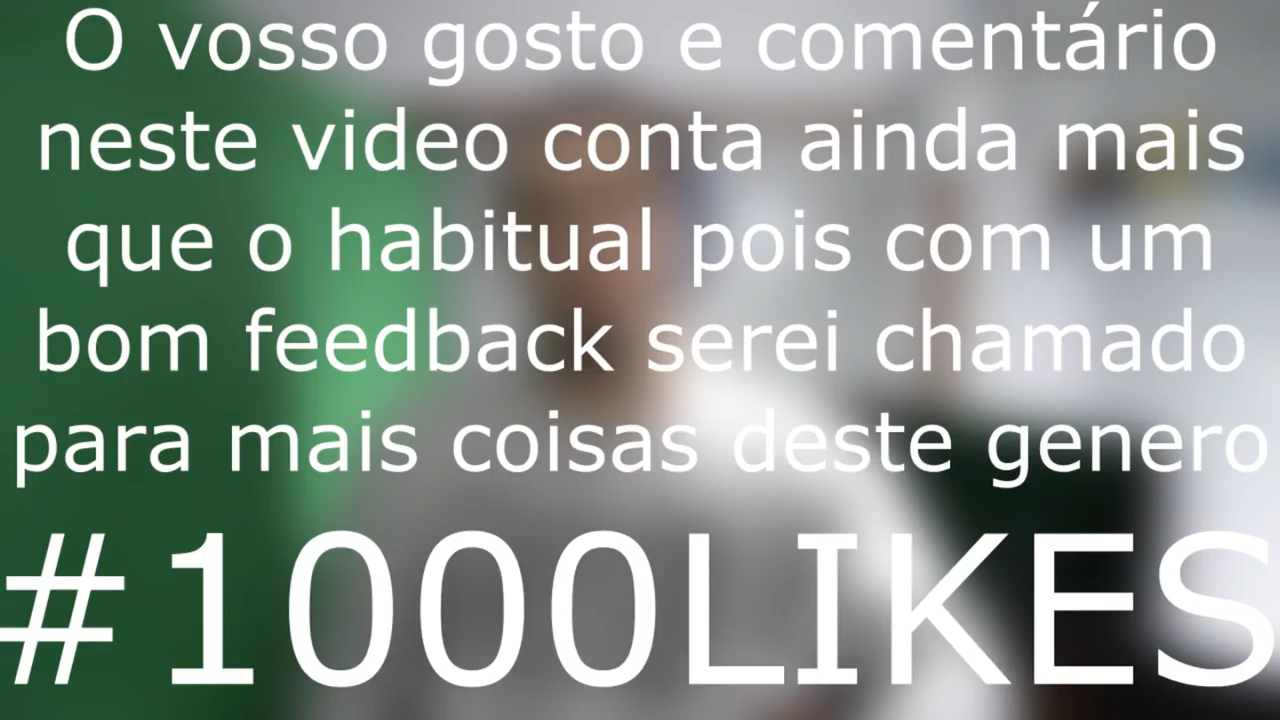 O vosso gosto e comentário
neste video conta ainda mais
que o habitual pois com um
bom feedback serei chamado
para mais coisas deste genero
#1000LIKES